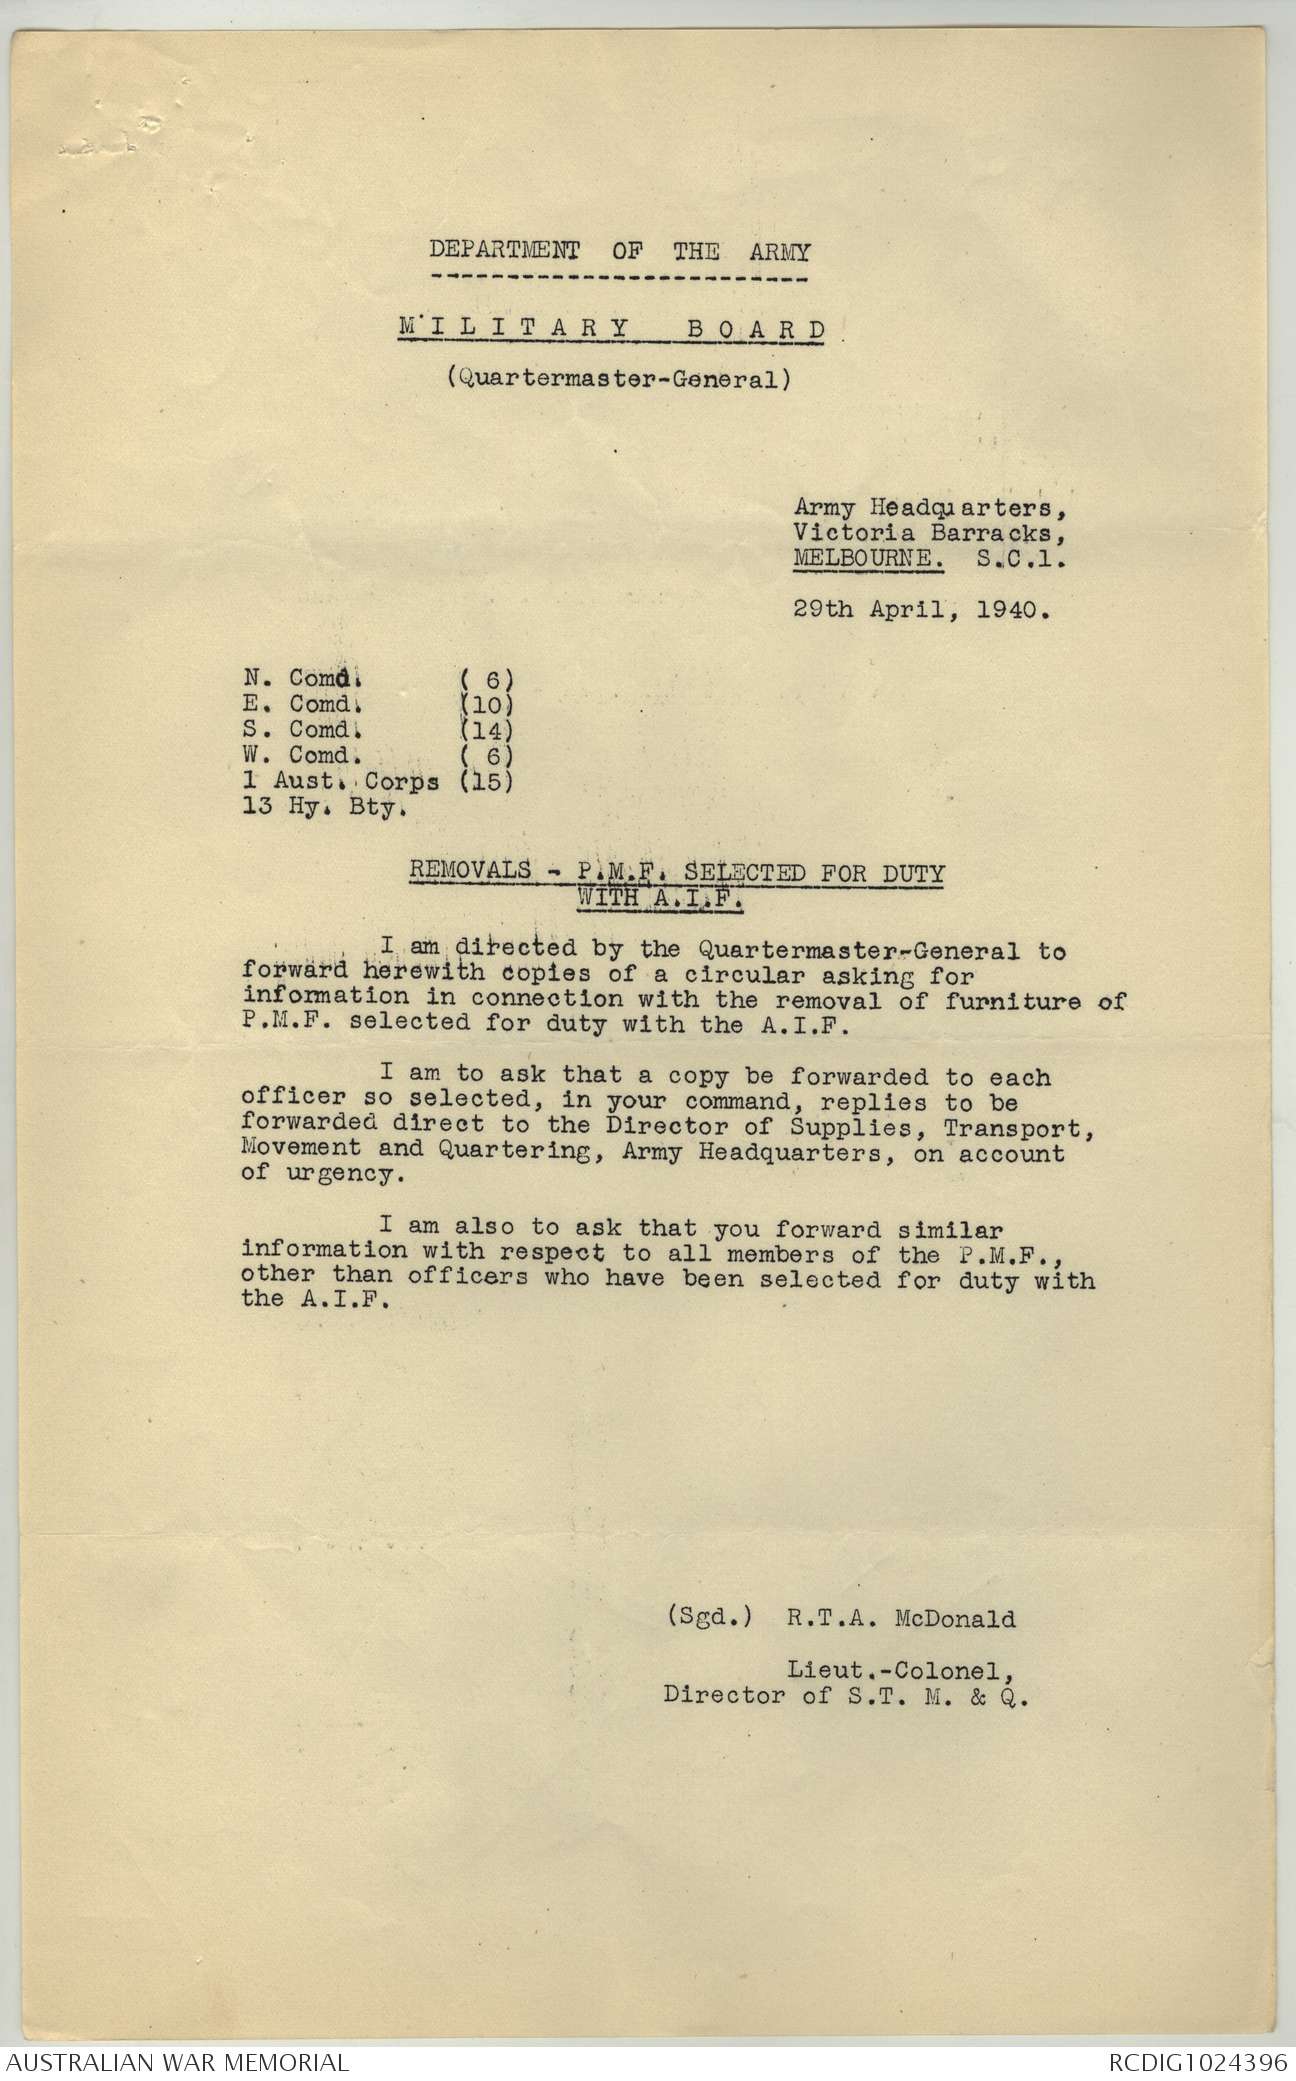 DEPARTMENT OF THE ARMY
MILITARY BOARD
(Quartermaster-General)
Army Headquarters,
Victoria Barracks,
MELBOURNE. S.C.1.
29th April, 1940.
N. Comd. ( 6)
E. Comd. (10)
S. Comd. (14)
W. Comd. ( 6)
1 Aust. Corps (15)
13 Hy. Bty.
REMOVALS - P.M.F. SELECTED FOR DUTY
WITH A.I.F.
I am directed by the Quartermaster-General to
forward herewith copies of a circular asking for
information in connection with the removal of furniture of
P.M.F. selected for duty with the A.I.F.
I am to ask that a copy be forwarded to each
officer so selected, in your command, replies to be
forwarded direct to the Director of Supplies, Transport,
Movement and Quartering, Army Headquarters, on account
of urgency.
I am also to ask that you forward similar
information with respect to all members of the P.M.F.,
other than officers who have been selected for duty with
the A.I.F.
(Sgd.) R.T.A. McDonald
Lieut.-Colonel,
Director of S.T. M. & Q.
AUSTRALIAN WAR MEMORIAL
RCDIG1024396